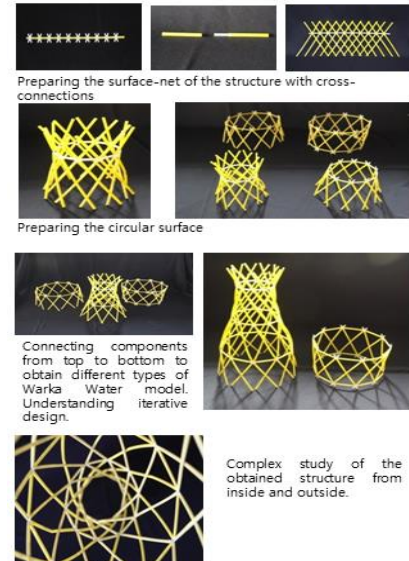 Preparing the surface-net of the structure with cross-
connections
Preparing the circular surface
Connecting components
from top to bottom to
obtain different types of
Warka Water model.
Understanding iterative
design.
Complex study of the
obtained structure from
inside and outside.